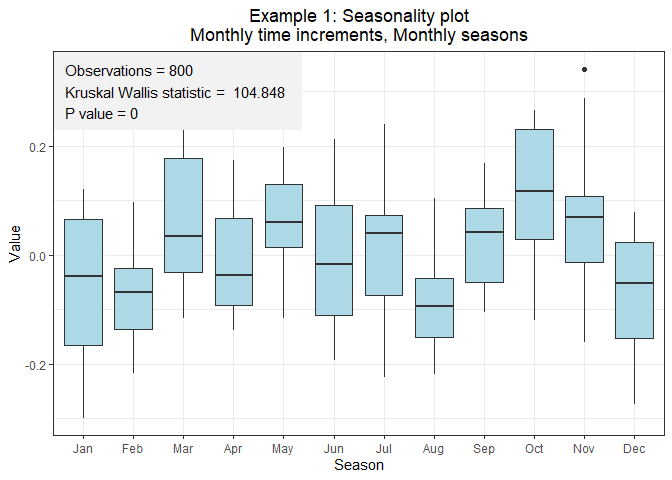 Example 1: Seasonality plot
Monthly time increments, Monthly seasons
Observations = 800
Kruskal Wallis statistic =  104.848
P value = 0
Value
0.2
0.0
-0.2
Jan Feb Mar Apr May Jun Jul Aug Sep Oct Nov Dec
Season